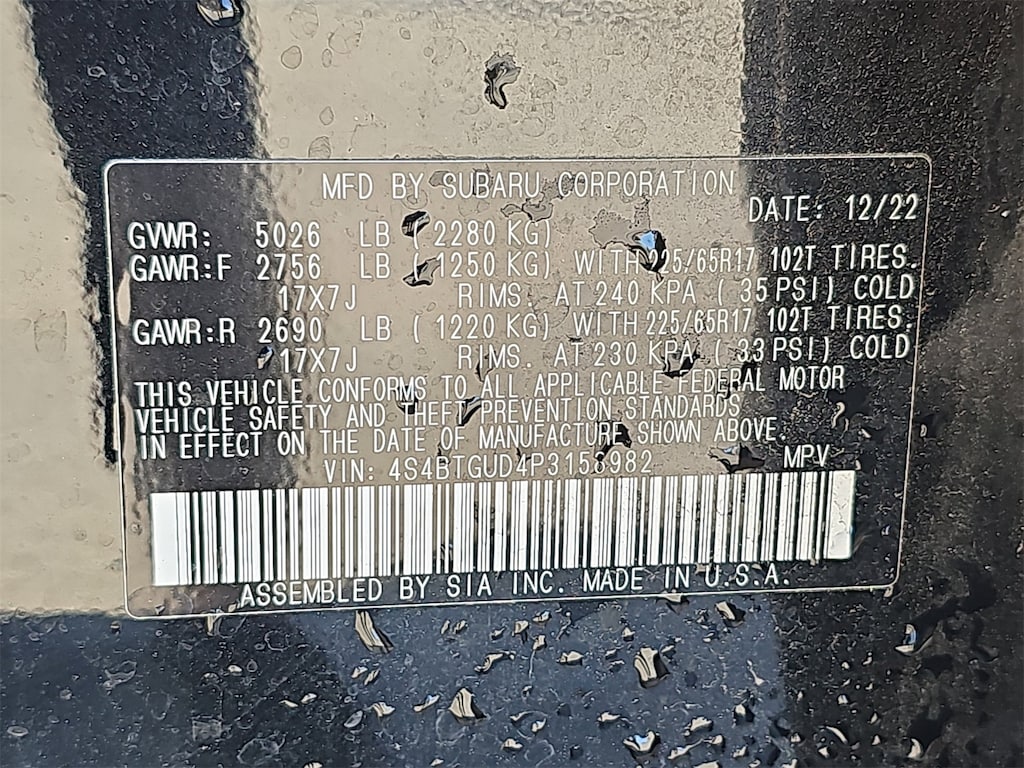 MFD BY SUBARU CORPORATION
DATE: 12/22
GVWR: 5026 LB ( 2280 KG)
GAWR:F 2756 LB ( 1250 KG) WITH 225/65R17 102T TIRES.
17X7J RIMS. AT 240 KPA ( 35 PSI) COLD
GAWR:R 2690 LB ( 1220 KG) WITH 225/65R17 102T TIRES.
17X7J RIMS. AT 230 KPA ( 33 PSI) COLD
THIS VEHICLE CONFORMS TO ALL APPLICABLE FEDERAL MOTOR
VEHICLE SAFETY AND THEFT PREVENTION STANDARDS
IN EFFECT ON THE DATE OF MANUFACTURE SHOWN ABOVE.
VIN: 4S4BTGUD4P3158982 MPV
ASSEMBLED BY SIA INC. MADE IN U.S.A.